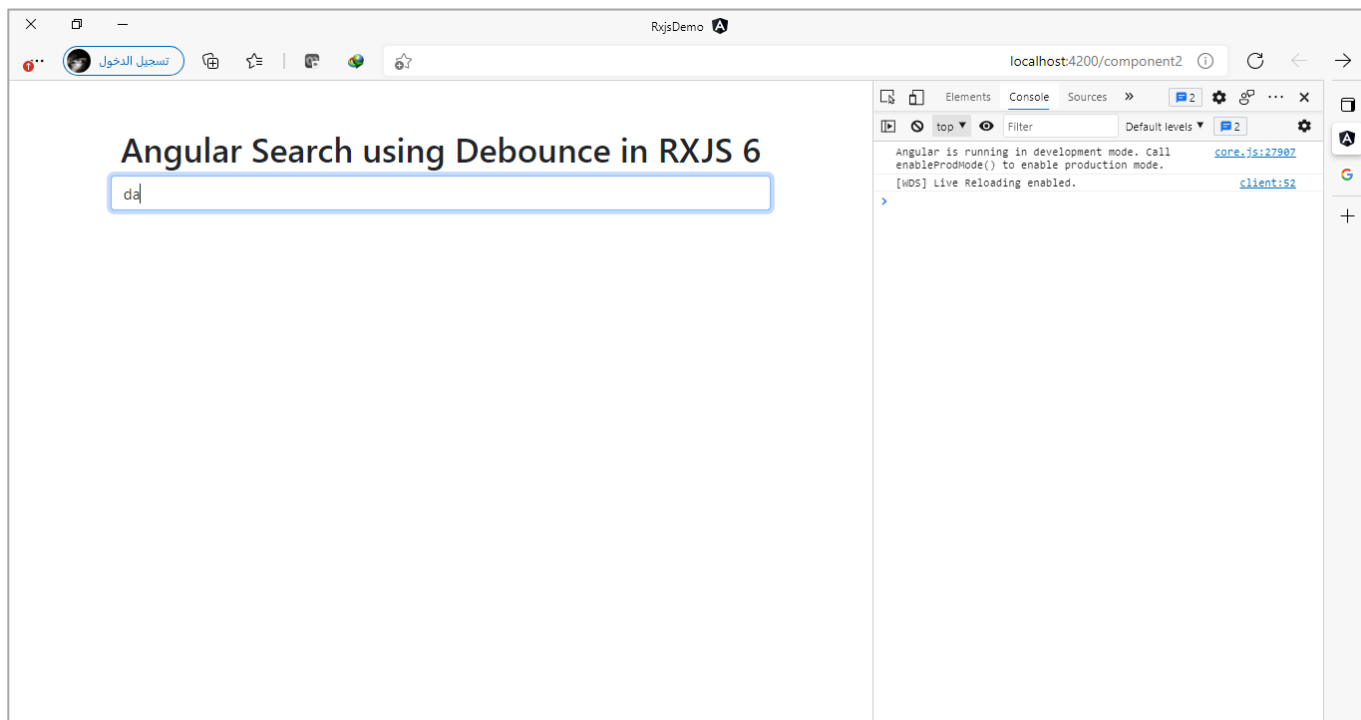 RxjsDemo
تسجيل الدخول
localhost:4200/component2
Angular Search using Debounce in RXJS 6
da
Elements Console Sources » 2
top Filter Default levels 2
Angular is running in development mode. Call core.js:27907
enableProdMode() to enable production mode.
[WDS] Live Reloading enabled. client:52